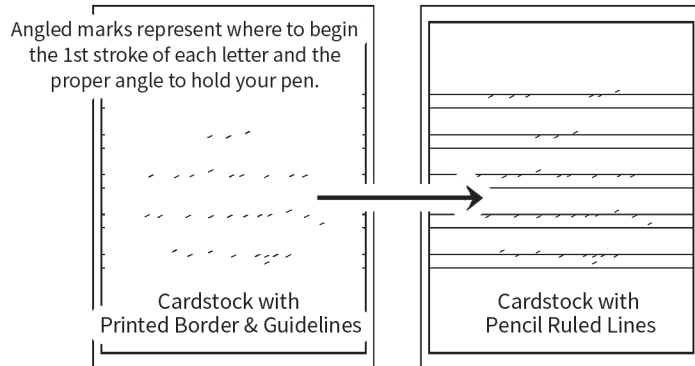 Angled marks represent where to begin
the 1st stroke of each letter and the
proper angle to hold your pen.
Cardstock with
Printed Border & Guidelines
Cardstock with
Pencil Ruled Lines